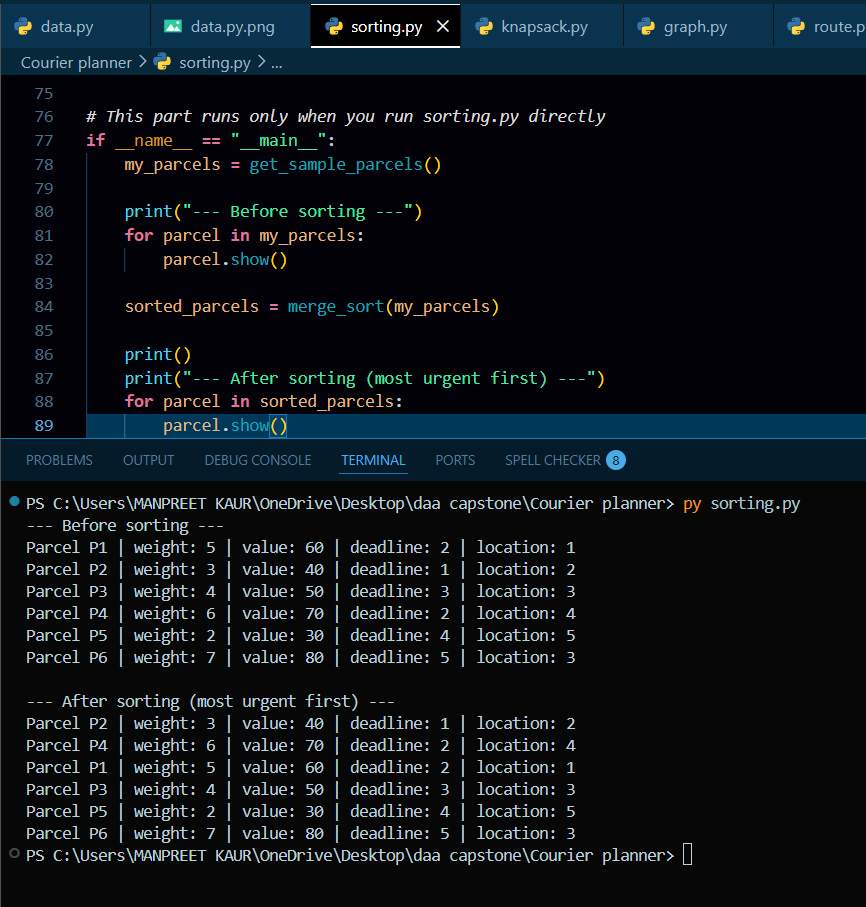 data.py data.py.png sorting.py knapsack.py graph.py route.p
Courier planner > sorting.py > ...
75
76 # This part runs only when you run sorting.py directly
77 if __name__ == "__main__":
78 my_parcels = get_sample_parcels()
79
80 print("--- Before sorting ---")
81 for parcel in my_parcels:
82 parcel.show()
83
84 sorted_parcels = merge_sort(my_parcels)
85
86 print()
87 print("--- After sorting (most urgent first) ---")
88 for parcel in sorted_parcels:
89 parcel.show()
PROBLEMS OUTPUT DEBUG CONSOLE TERMINAL PORTS SPELL CHECKER 8
PS C:\Users\MANPREET KAUR\OneDrive\Desktop\daa capstone\Courier planner> py sorting.py
--- Before sorting ---
Parcel P1 | weight: 5 | value: 60 | deadline: 2 | location: 1
Parcel P2 | weight: 3 | value: 40 | deadline: 1 | location: 2
Parcel P3 | weight: 4 | value: 50 | deadline: 3 | location: 3
Parcel P4 | weight: 6 | value: 70 | deadline: 2 | location: 4
Parcel P5 | weight: 2 | value: 30 | deadline: 4 | location: 5
Parcel P6 | weight: 7 | value: 80 | deadline: 5 | location: 3
--- After sorting (most urgent first) ---
Parcel P2 | weight: 3 | value: 40 | deadline: 1 | location: 2
Parcel P4 | weight: 6 | value: 70 | deadline: 2 | location: 4
Parcel P1 | weight: 5 | value: 60 | deadline: 2 | location: 1
Parcel P3 | weight: 4 | value: 50 | deadline: 3 | location: 3
Parcel P5 | weight: 2 | value: 30 | deadline: 4 | location: 5
Parcel P6 | weight: 7 | value: 80 | deadline: 5 | location: 3
PS C:\Users\MANPREET KAUR\OneDrive\Desktop\daa capstone\Courier planner>